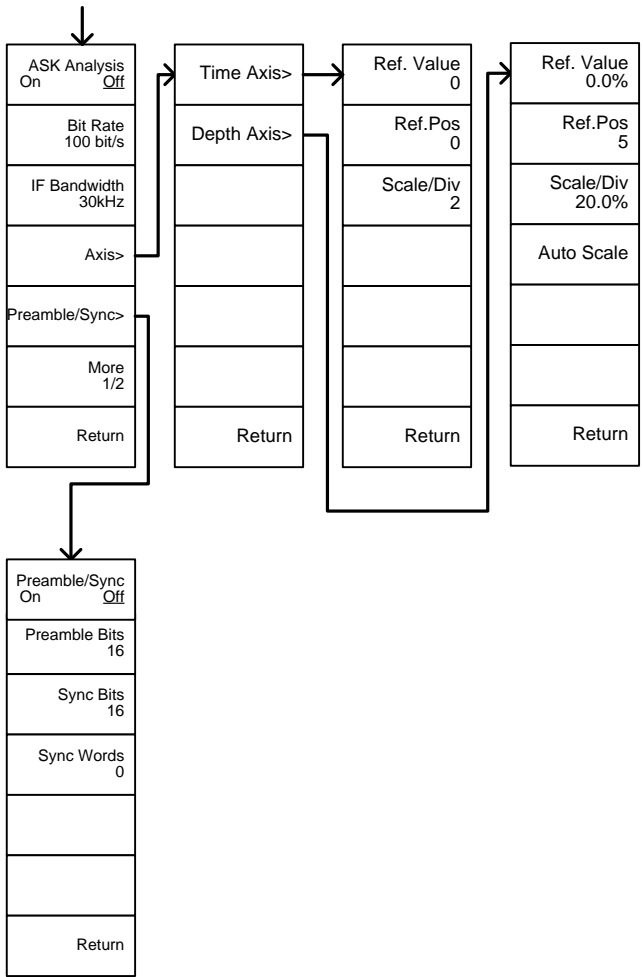 ASK Analysis
On Off
Bit Rate
100 bit/s
IF Bandwidth
30kHz
Axis>
Preamble/Sync>
More
1/2
Return
Time Axis>
Depth Axis>
Return
Ref. Value
0
Ref.Pos
0
Scale/Div
2
Return
Ref. Value
0.0%
Ref.Pos
5
Scale/Div
20.0%
Auto Scale
Return
Preamble/Sync
On Off
Preamble Bits
16
Sync Bits
16
Sync Words
0
Return